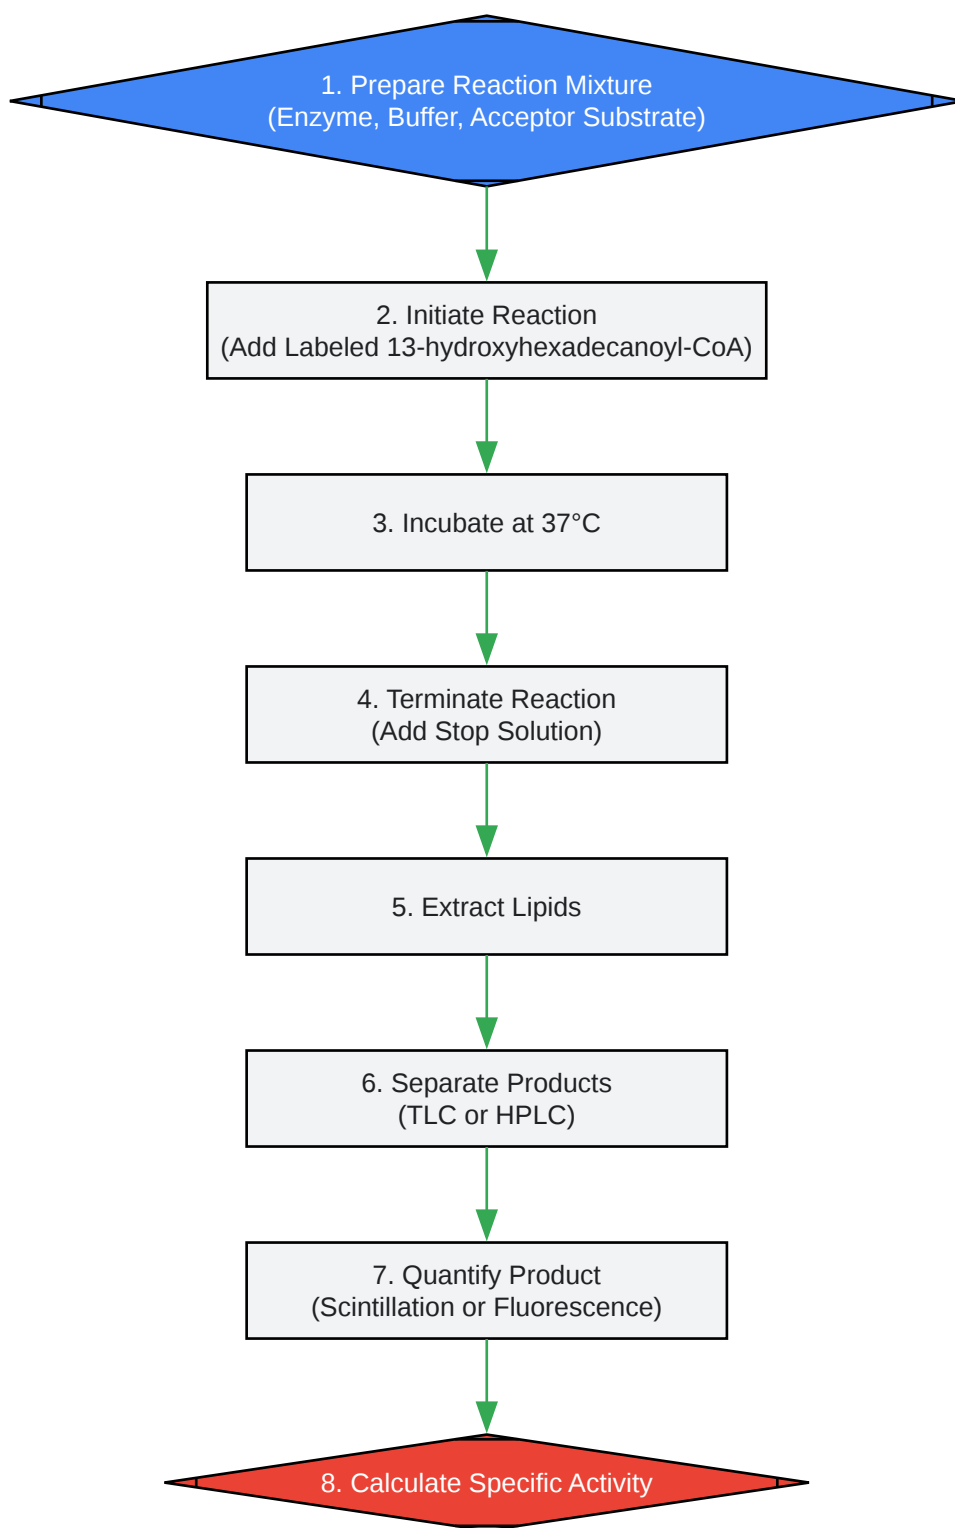 1. Prepare Reaction Mixture
(Enzyme, Buffer, Acceptor Substrate)
2. Initiate Reaction
(Add Labeled 13-hydroxyhexadecanoyl-CoA)
3. Incubate at 37°C
4. Terminate Reaction
(Add Stop Solution)
5. Extract Lipids
6. Separate Products
(TLC or HPLC)
7. Quantify Product
(Scintillation or Fluorescence)
8. Calculate Specific Activity